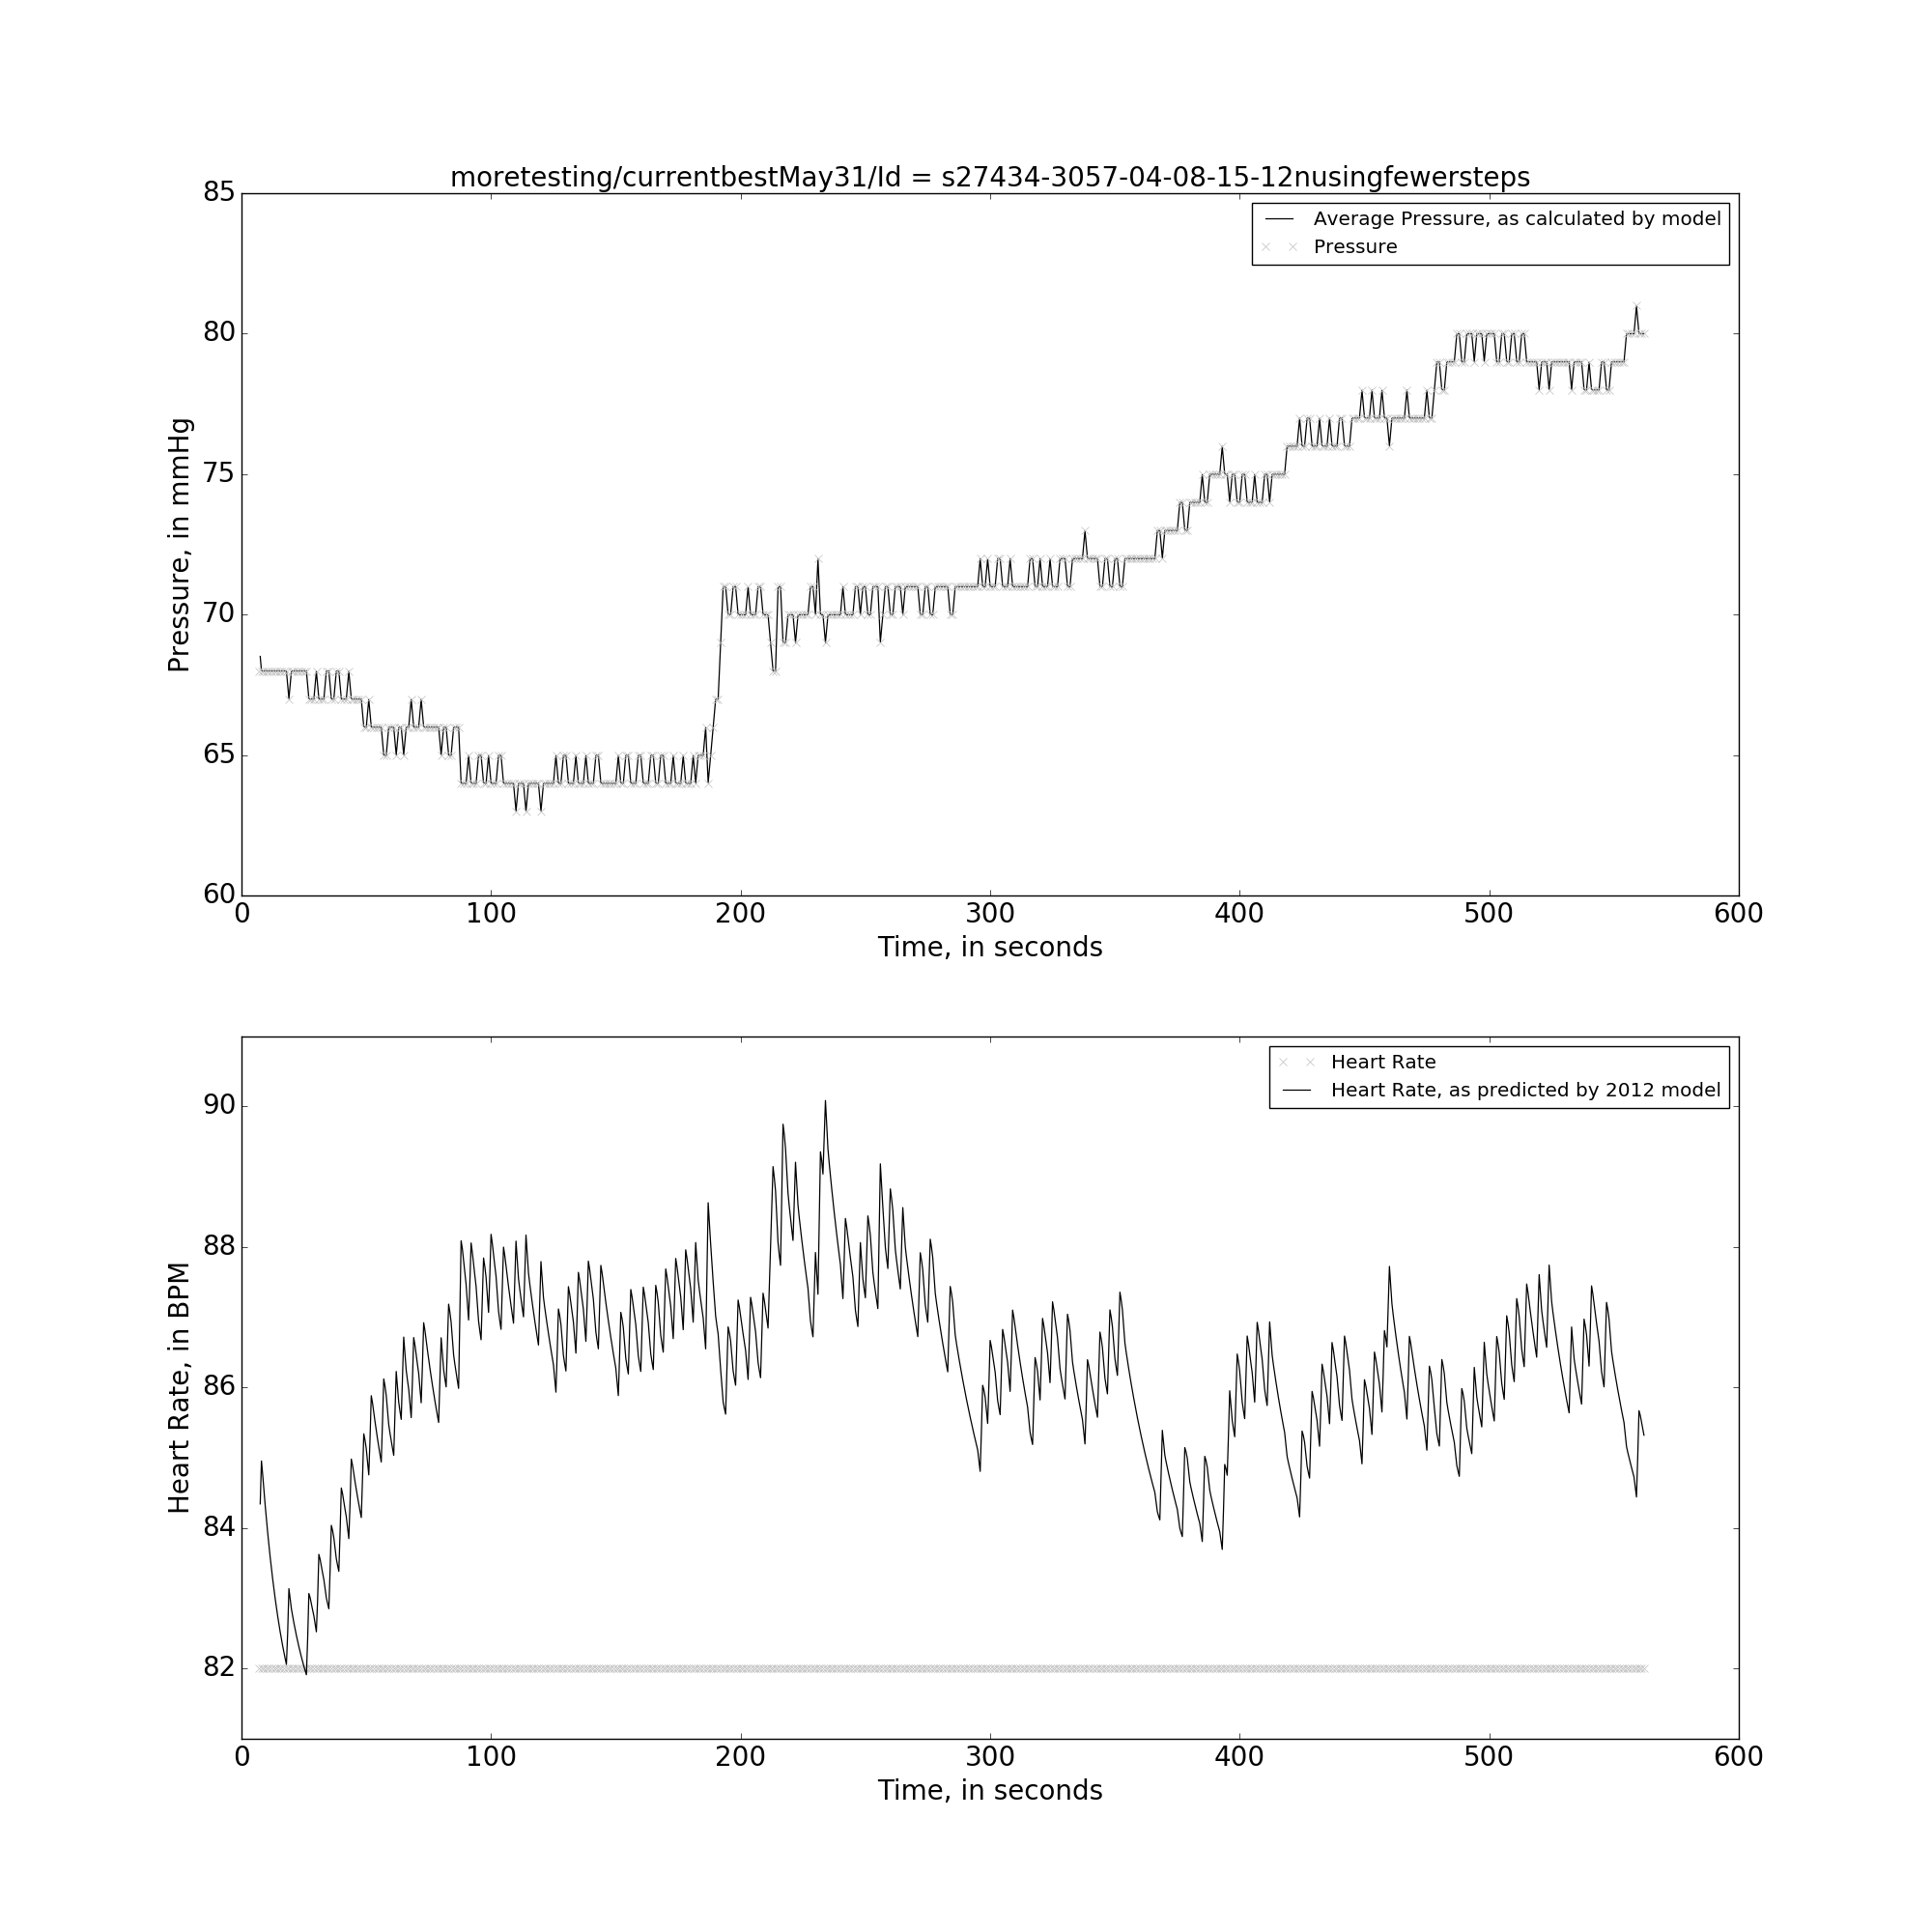 moretesting/currentbestMay31/Id = s27434-3057-04-08-15-12nusingfewersteps
85
80
75
70
65
60
Pressure, in mmHg
Average Pressure, as calculated by model
Pressure
0 100 200 300 400 500 600
Time, in seconds
90
88
86
84
82
Heart Rate, in BPM
Heart Rate
Heart Rate, as predicted by 2012 model
0 100 200 300 400 500 600
Time, in seconds